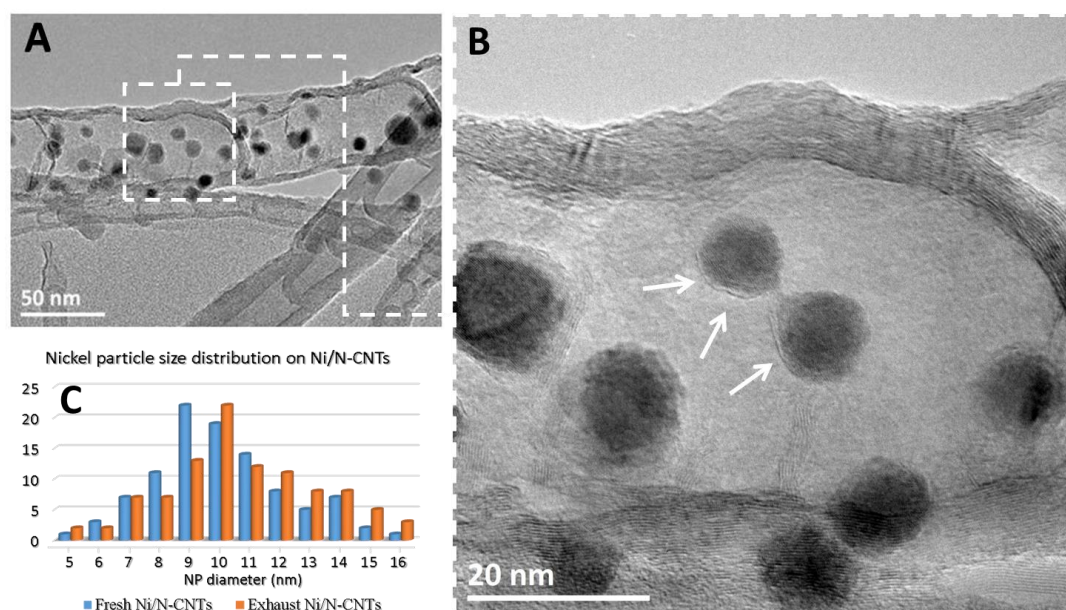 A
50 nm
B
20 nm
Nickel particle size distribution on Ni/N-CNTs
C
25
20
15
10
5
0
5 6 7 8 9 10 11 12 13 14 15 16
NP diameter (nm)
Fresh Ni/N-CNTs Exhaust Ni/N-CNTs